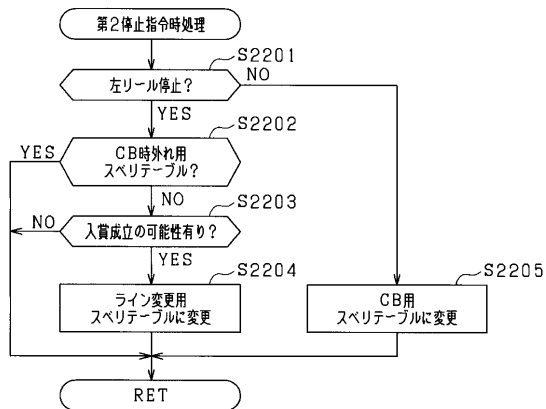 第2停止指令時処理
S2201
左リール停止?
NO
YES
S2202
YES
CB時外れ用
スベリテーブル?
NO
S2203
NO
入賞成立の可能性有り?
YES
S2204
S2205
ライン変更用
スベリテーブルに変更
CB用
スベリテーブルに変更
RET